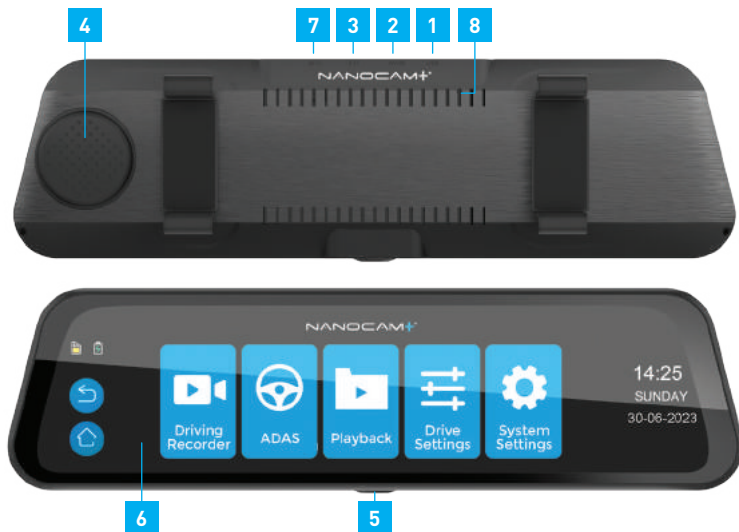 4
7
3
2
1
8
NANOCAM+
NANOCAM+
14:25
SUNDAY
30-06-2023
Driving
Recorder
ADAS
Playback
Drive
Settings
System
Settings
6
5